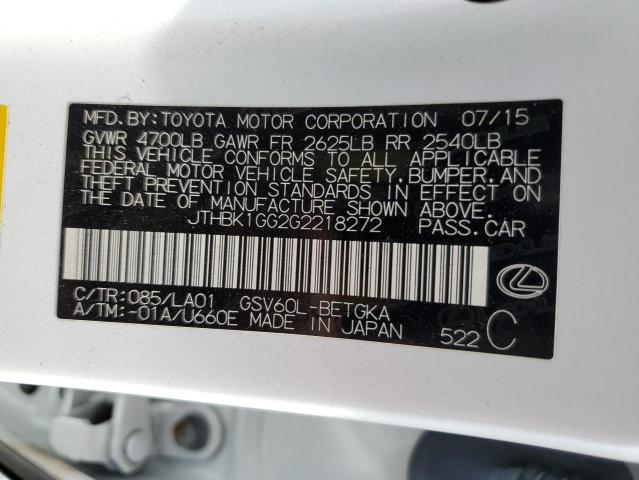 MFD. BY: TOYOTA MOTOR CORPORATION 07/15
GVWR 4700LB GAWR FR 2625LB RR 2540LB
THIS VEHICLE CONFORMS TO ALL APPLICABLE
FEDERAL MOTOR VEHICLE SAFETY, BUMPER, AND
THEFT PREVENTION STANDARDS IN EFFECT ON
THE DATE OF MANUFACTURE SHOWN ABOVE.
JTHBK1GG2G2218272 PASS. CAR
C/TR: 085/LA01 GSV60L-BETGKA
A/TM: -01A/U660E MADE IN JAPAN
522 C